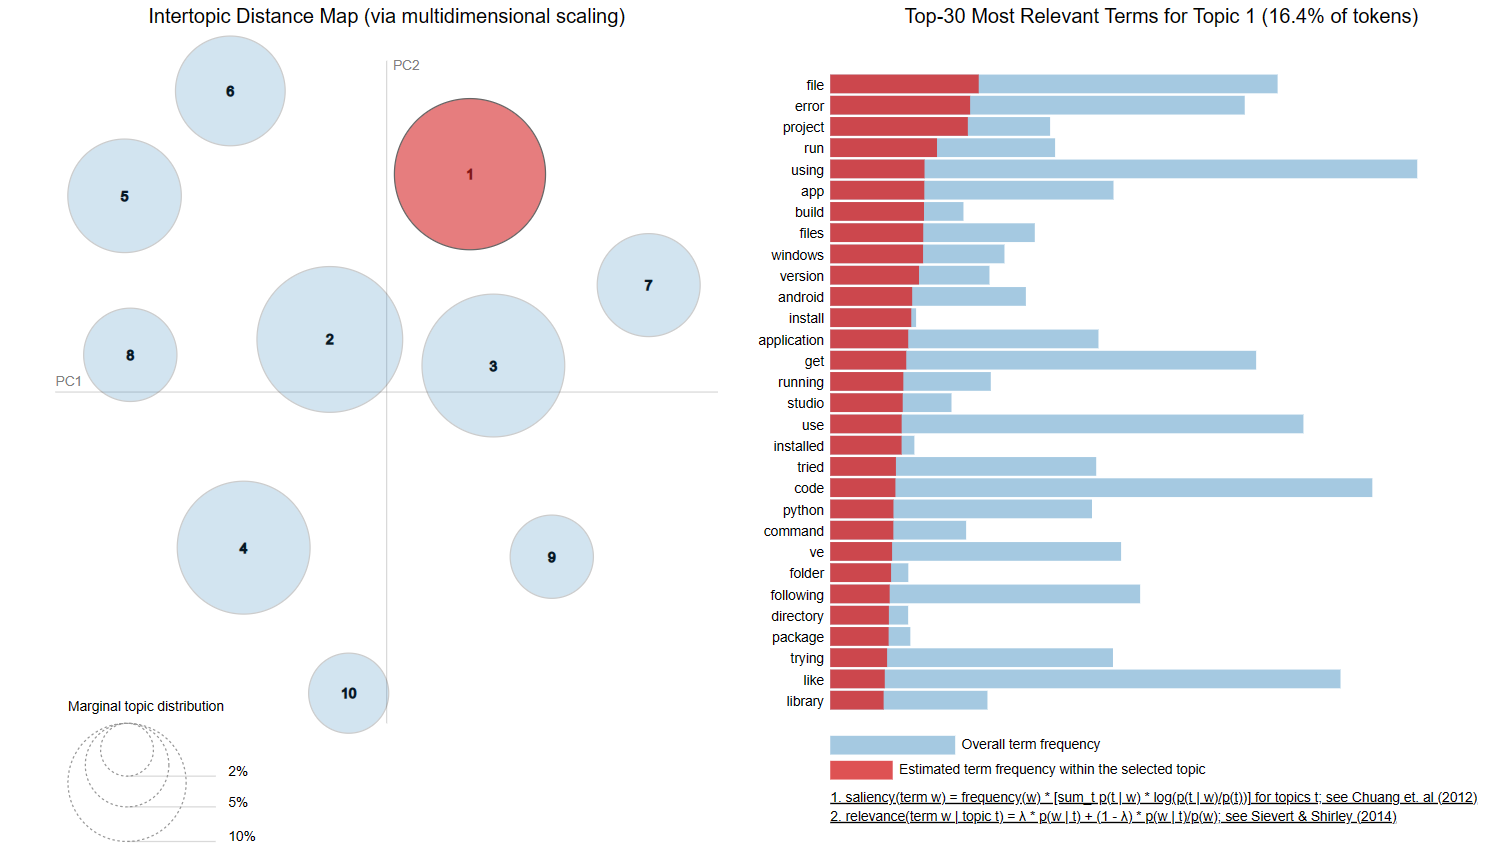 Intertopic Distance Map (via multidimensional scaling)
PC2
6
1
5
7
2
8
3
PC1
4
9
10
Marginal topic distribution
2%
5%
10%
Top-30 Most Relevant Terms for Topic 1 (16.4% of tokens)
file
error
project
run
using
app
build
files
windows
version
android
install
application
get
running
studio
use
installed
tried
code
python
command
ve
folder
following
directory
package
trying
like
library
Overall term frequency
Estimated term frequency within the selected topic
1. saliency(term w) = frequency(w) * [sum_t p(t | w) * log(p(t | w)/p(t))] for topics t; see Chuang et. al (2012)
2. relevance(term w | topic t) = λ * p(w | t) + (1 - λ) * p(w | t)/p(w); see Sievert & Shirley (2014)